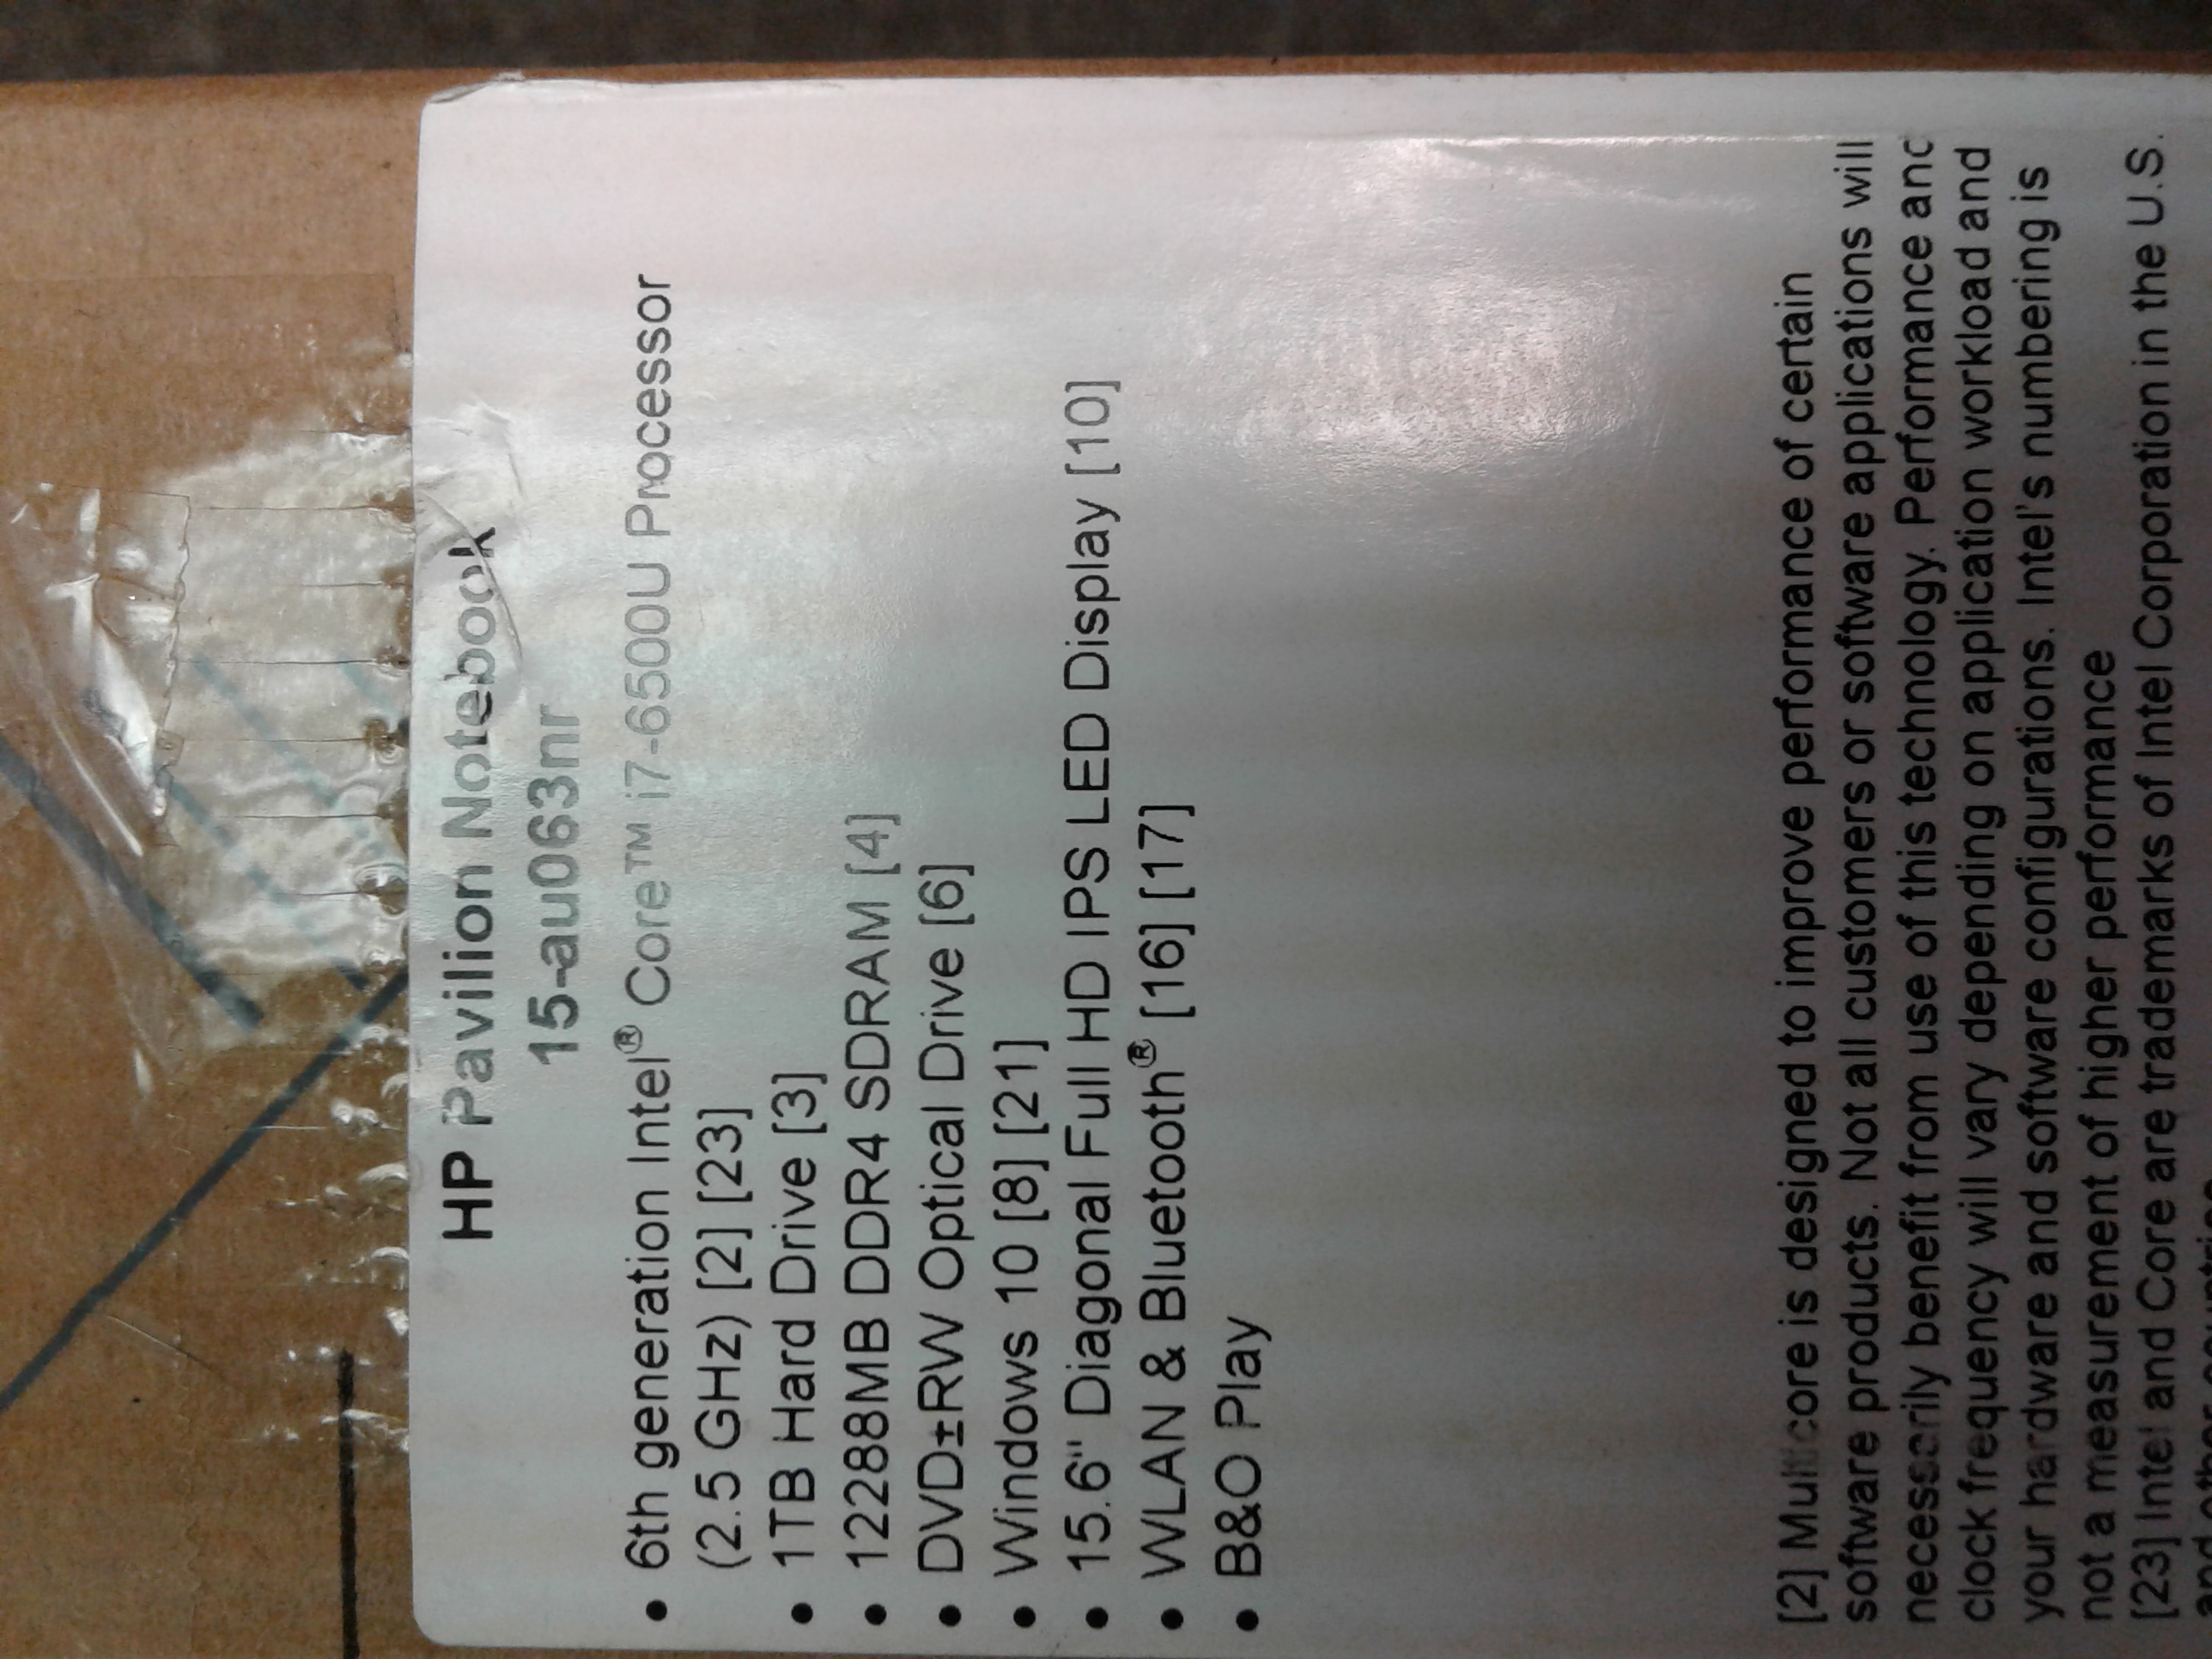 HP Pavilion Notebook
15-au063nr
• 6th generation Intel® Core™ i7-6500U Processor
(2.5 GHz) [2] [23]
• 1TB Hard Drive [3]
• 12288MB DDR4 SDRAM [4]
• DVD±RW Optical Drive [6]
• Windows 10 [8] [21]
• 15.6" Diagonal Full HD IPS LED Display [10]
• WLAN & Bluetooth® [16] [17]
• B&O Play
[2] Multicore is designed to improve performance of certain
software products. Not all customers or software applications will
necessarily benefit from use of this technology. Performance and
clock frequency will vary depending on application workload and
your hardware and software configurations. Intel's numbering is
not a measurement of higher performance
[23] Intel and Core are trademarks of Intel Corporation in the U.S.
and other countries